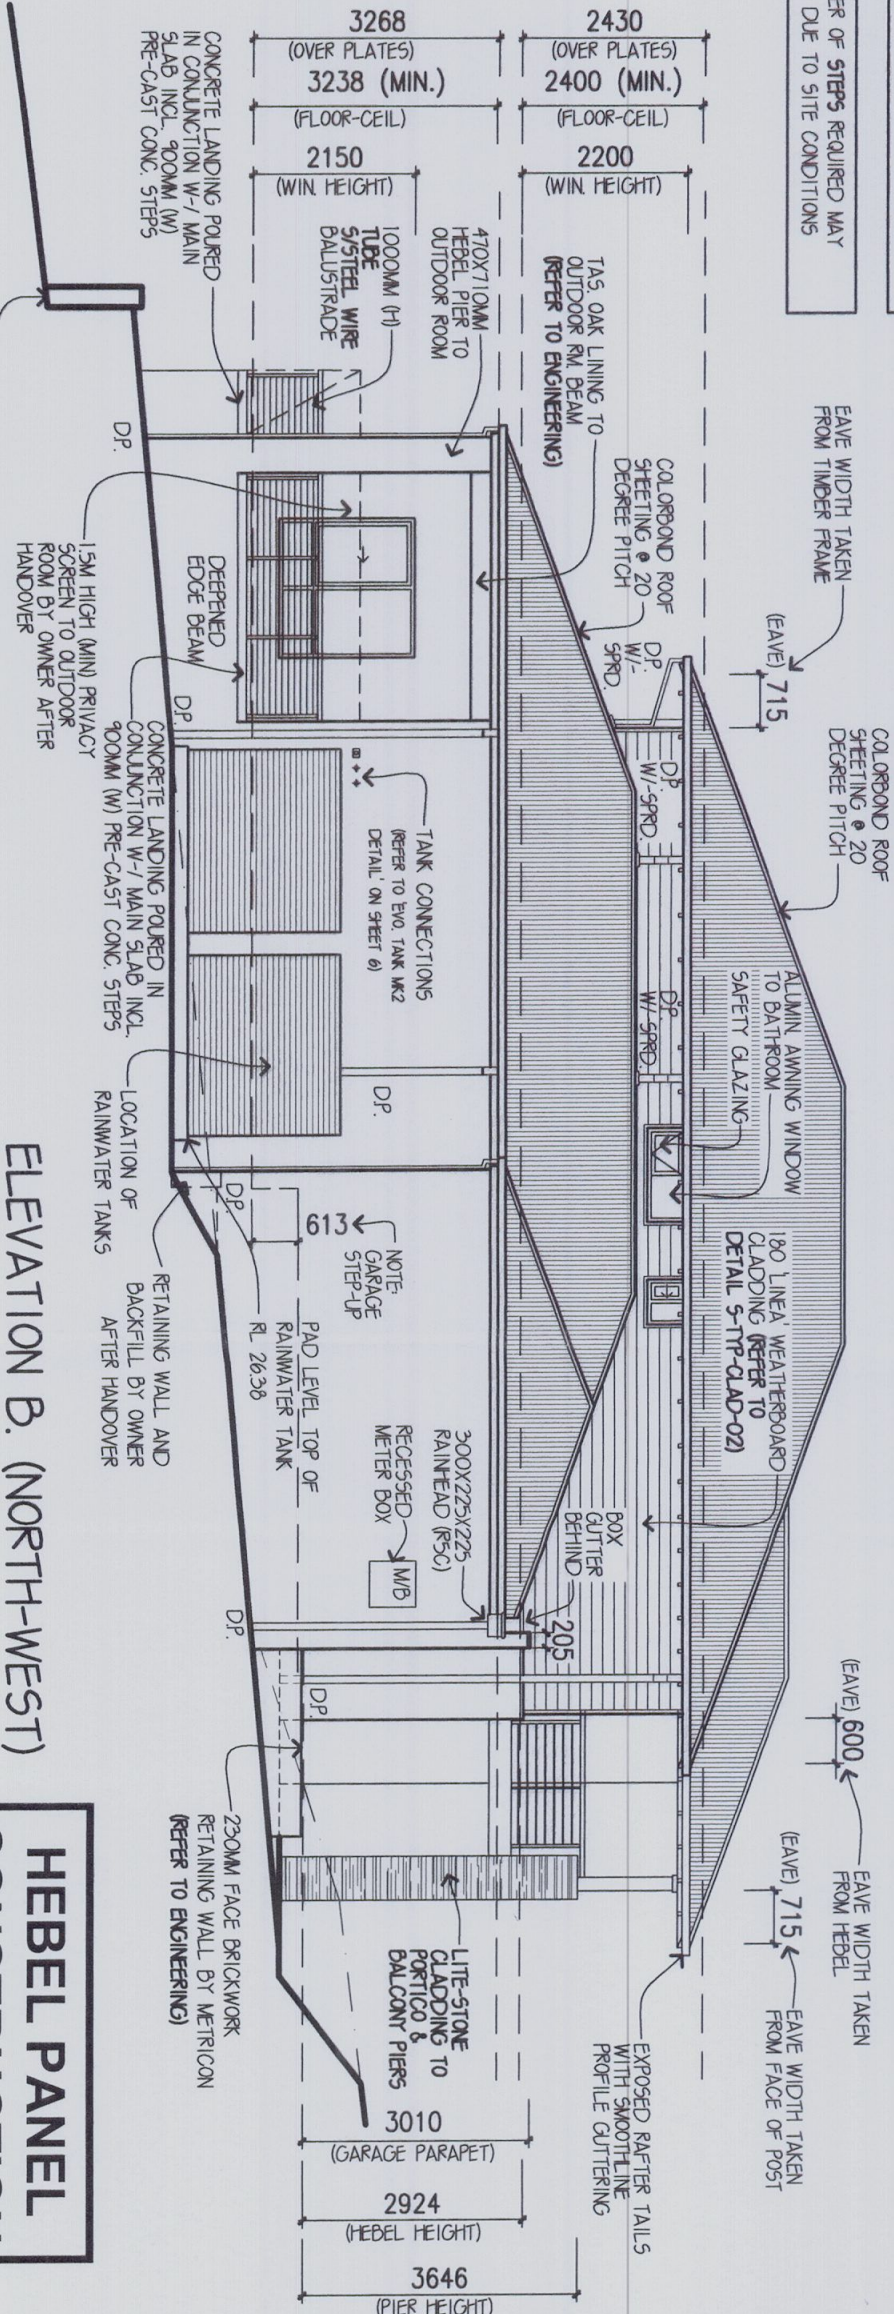 ER OF STEPS REQUIRED MAY
DUE TO SITE CONDITIONS
2430
(OVER PLATES)
2400 (MIN.)
(FLOOR-CEIL)
2200
(WIN. HEIGHT)
3268
(OVER PLATES)
3238 (MIN.)
(FLOOR-CEIL)
2150
(WIN. HEIGHT)
EAVE WIDTH TAKEN
FROM TIMBER FRAME
(EAVE) 715
COLORBOND ROOF
SHEETING @ 20
DEGREE PITCH
ALUMIN. AWNING WINDOW
TO BATHROOM
SAFETY GLAZING
180 'LINEA' WEATHERBOARD
CLADDING (REFER TO
DETAIL S-TYP-CLAD-02)
(EAVE) 600
EAVE WIDTH TAKEN
FROM HEBEL
(EAVE) 715
EAVE WIDTH TAKEN
FROM FACE OF POST
EXPOSED RAFTER TAILS
WITH SMOOTHLINE
PROFILE GUTTERING
COLORBOND ROOF
SHEETING @ 20
DEGREE PITCH
D.P.
W/-
SPRD.
D.P.
W/-SPRD.
D.P.
W/-SPRD.
BOX
GUTTER
BEHIND
205
TAS. OAK LINING TO
OUTDOOR RM. BEAM
(REFER TO ENGINEERING)
470X710MM
HEBEL PIER TO
OUTDOOR ROOM
1000MM (H)
TUBE
S/STEEL WIRE
BALUSTRADE
CONCRETE LANDING POURED
IN CONJUNCTION W-/ MAIN
SLAB INCL. 900MM (W)
PRE-CAST CONC. STEPS
TANK CONNECTIONS
(REFER TO 'EVO. TANK MK2
DETAIL' ON SHEET 6)
D.P.
NOTE:
GARAGE
STEP-UP
613
300X225X225
RAINHEAD (RSC)
RECESSED
METER BOX
M/B
PAD LEVEL TOP OF
RAINWATER TANK
RL 26.38
LITE-STONE
CLADDING TO
PORTICO &
BALCONY PIERS
3010
(GARAGE PARAPET)
2924
(HEBEL HEIGHT)
3646
(PIER HEIGHT)
D.P.
DEEPENED
EDGE BEAM
D.P.
D.P.
D.P.
D.P.
1.5M HIGH (MIN) PRIVACY
SCREEN TO OUTDOOR
ROOM BY OWNER AFTER
HANDOVER
CONCRETE LANDING POURED IN
CONJUNCTION W-/ MAIN SLAB INCL.
900MM (W) PRE-CAST CONC. STEPS
LOCATION OF
RAINWATER TANKS
RETAINING WALL AND
BACKFILL BY OWNER
AFTER HANDOVER
230MM FACE BRICKWORK
RETAINING WALL BY METRICON
(REFER TO ENGINEERING)
ELEVATION B. (NORTH-WEST)
HEBEL PANEL